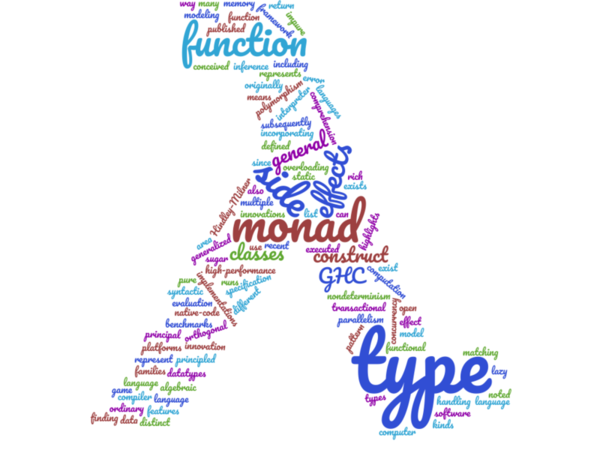 way many memory return
modeling function framework impure
published
function
conceived inference including
represents
originally error
means polymorphism interpreter languages
comprehension
subsequently
incorporating
defined general
since overloading
static
side effects
rich
Hindley-Milner also exists
multiple
innovations list can
monad
highlights
area generalized use recent executed
sugar classes construct
high-performance GHC exist
computation
pure implementations runs specification
syntactic different nondeterminism
evaluation transactional open
native-code concurrency
benchmarks parallelism effect
principal orthogonal pattern model
platforms innovation functional
type
matching
represent principled
families datatypes lazy
language algebraic
game types noted
compiler language handling language
ordinary features software
finding data distinct kinds
computer